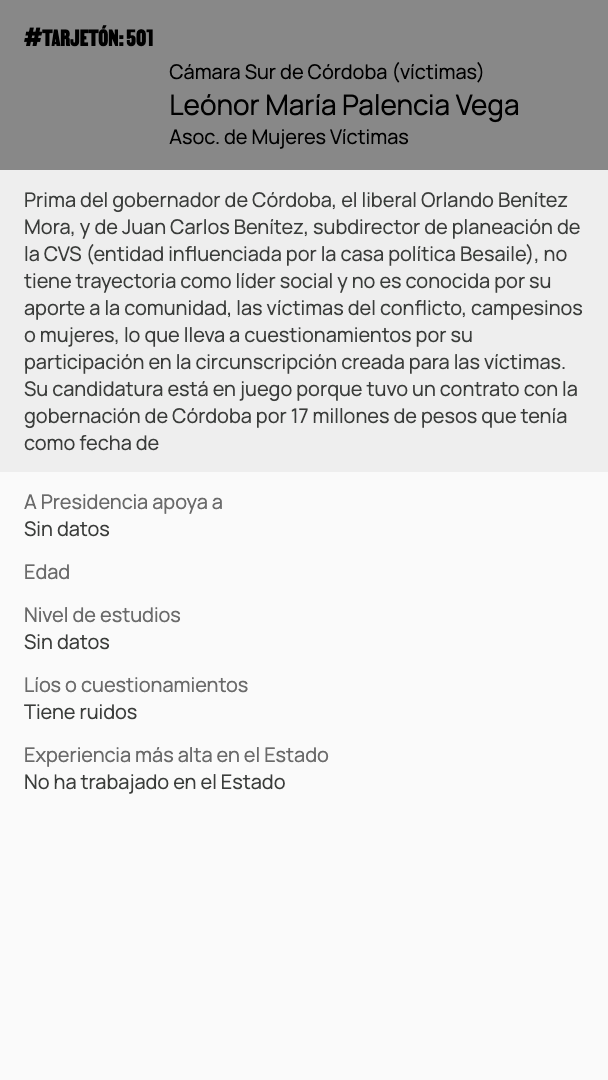 #TARJETÓN: 501
Cámara Sur de Córdoba (víctimas)
Leónor María Palencia Vega
Asoc. de Mujeres Víctimas
Prima del gobernador de Córdoba, el liberal Orlando Benítez
Mora, y de Juan Carlos Benítez, subdirector de planeación de
la CVS (entidad influenciada por la casa política Besaile), no
tiene trayectoria como líder social y no es conocida por su
aporte a la comunidad, las víctimas del conflicto, campesinos
o mujeres, lo que lleva a cuestionamientos por su
participación en la circunscripción creada para las víctimas.
Su candidatura está en juego porque tuvo un contrato con la
gobernación de Córdoba por 17 millones de pesos que tenía
como fecha de
A Presidencia apoya a
Sin datos
Edad
Nivel de estudios
Sin datos
Líos o cuestionamientos
Tiene ruidos
Experiencia más alta en el Estado
No ha trabajado en el Estado